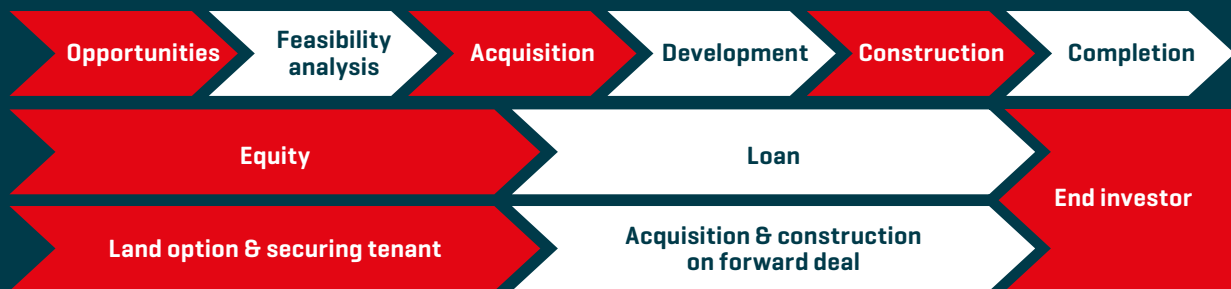 Opportunities
Feasibility
analysis
Acquisition
Development
Construction
Completion
Equity
Loan
End investor
Land option & securing tenant
Acquisition & construction
on forward deal